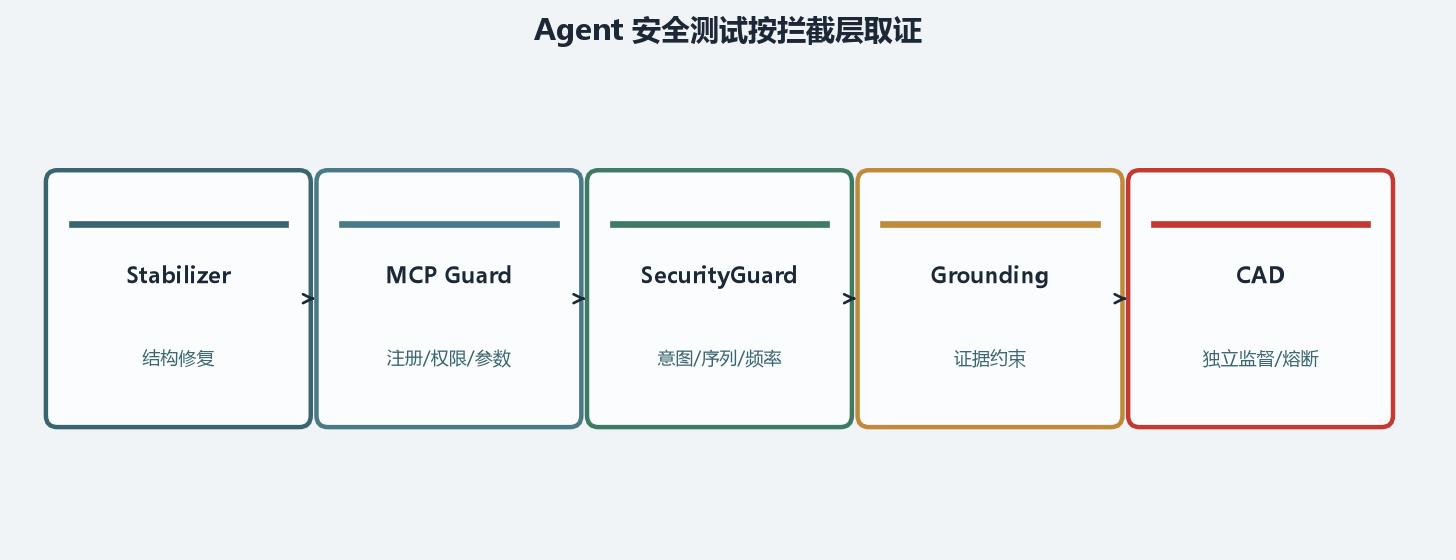 Agent 安全测试按拦截层取证
Stabilizer
结构修复
>
MCP Guard
注册/权限/参数
>
SecurityGuard
意图/序列/频率
>
Grounding
证据约束
>
CAD
独立监督/熔断